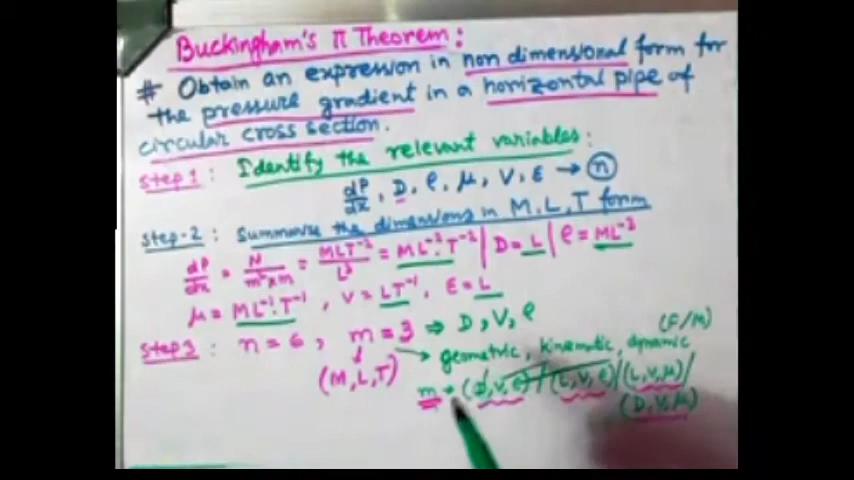 Buckingham's π Theorem:
# Obtain an expression in non dimensional form for
the pressure gradient in a horizontal pipe of
circular cross section.
Step 1: Identify the relevant variables:
dP/dx, D, ρ, μ, V, ε → n
Step-2: Summarise the dimensions in M, L, T form
dP/dx = N/m²×m = MLT⁻²/L³ = ML⁻².T⁻² | D = L | ρ = ML⁻³
μ = ML⁻¹.T⁻¹, V = LT⁻¹, ε = L
Step 3: n = 6, m = 3 ⇒ D, V, ρ
(F/M)
→ geometric, kinematic, dynamic
(M, L, T)
m → (D, V, ρ) / (L, V, ρ) / (L, V, μ) /
(D, V, μ)